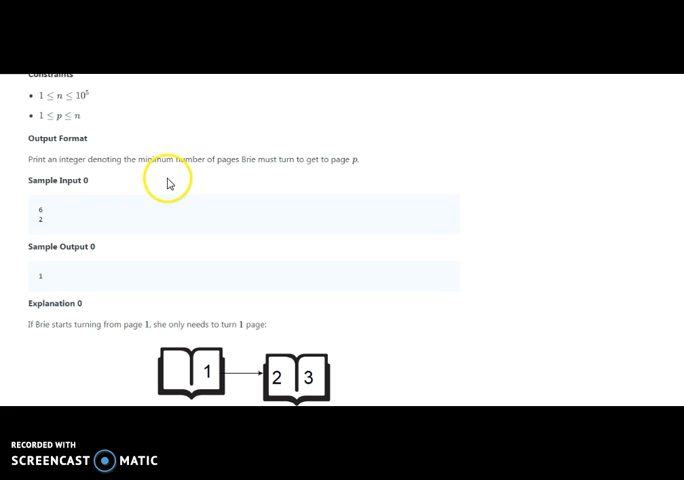 Constraints
• 1 ≤ n ≤ 10⁵
• 1 ≤ p ≤ n
Output Format
Print an integer denoting the minimum number of pages Brie must turn to get to page p.
Sample Input 0
6
2
Sample Output 0
1
Explanation 0
If Brie starts turning from page 1, she only needs to turn 1 page:
1
2 3
RECORDED WITH
SCREENCAST MATIC